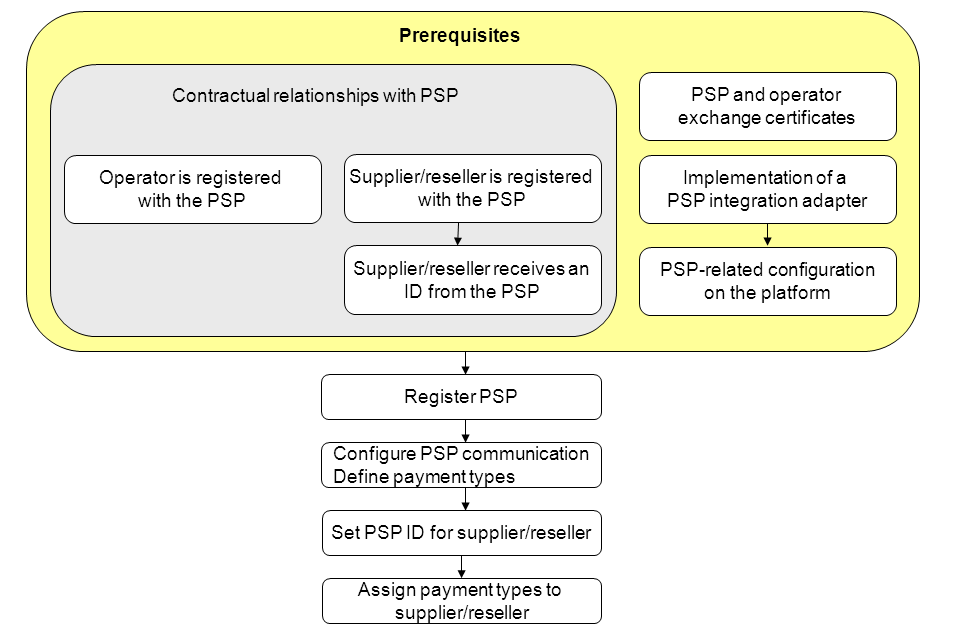 Prerequisites
Contractual relationships with PSP
Operator is registered
with the PSP
Supplier/reseller is registered
with the PSP
Supplier/reseller receives an
ID from the PSP
PSP and operator
exchange certificates
Implementation of a
PSP integration adapter
PSP-related configuration
on the platform
Register PSP
Configure PSP communication
Define payment types
Set PSP ID for supplier/reseller
Assign payment types to
supplier/reseller